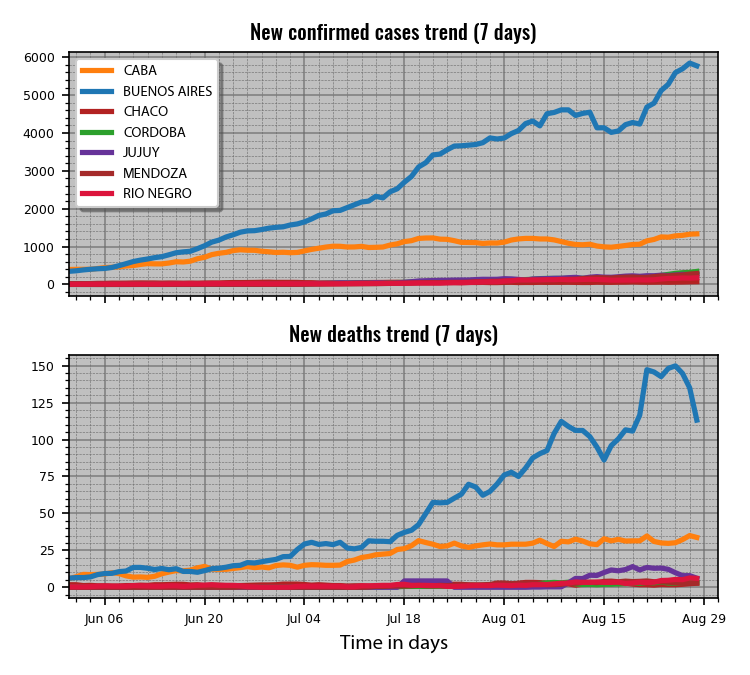 New confirmed cases trend (7 days)
6000
5000
4000
3000
2000
1000
0
CABA
BUENOS AIRES
CHACO
CORDOBA
JUJUY
MENDOZA
RIO NEGRO
New deaths trend (7 days)
150
125
100
75
50
25
0
Jun 06 Jun 20 Jul 04 Jul 18 Aug 01 Aug 15 Aug 29
Time in days